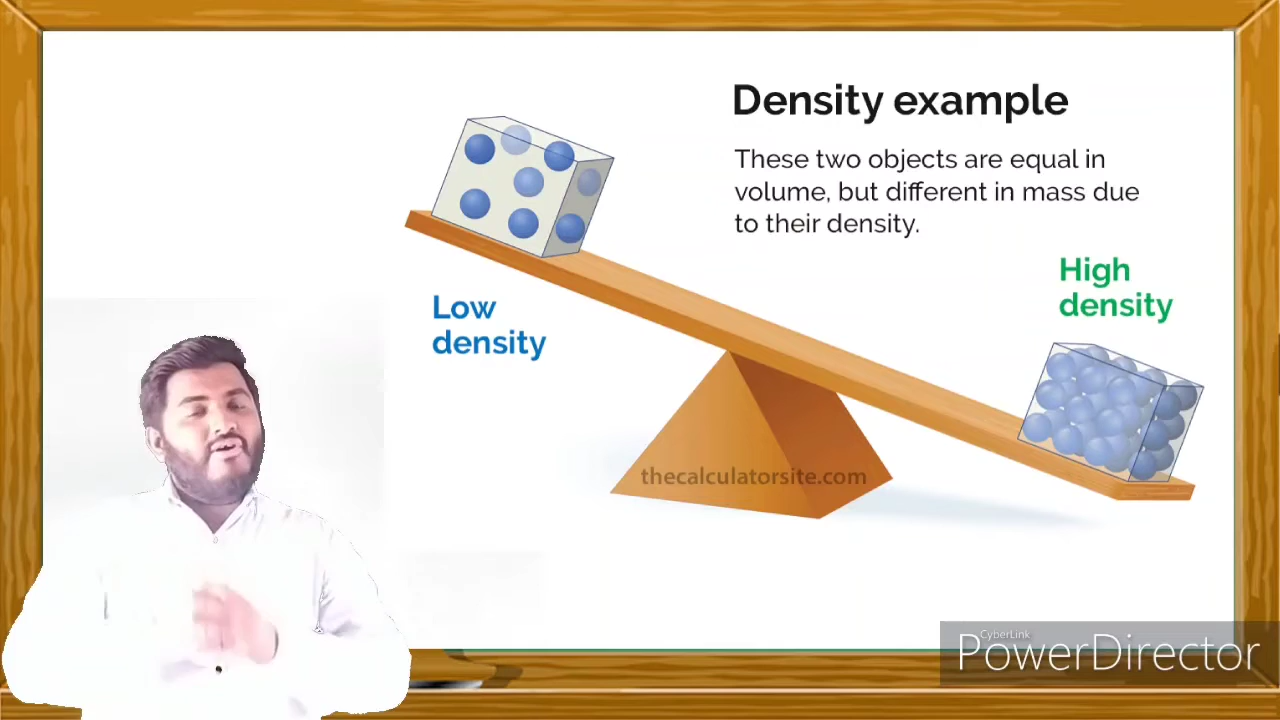 Density example
These two objects are equal in
volume, but different in mass due
to their density.
High
density
Low
density
thecalculatorsite.com
CyberLink
PowerDirector